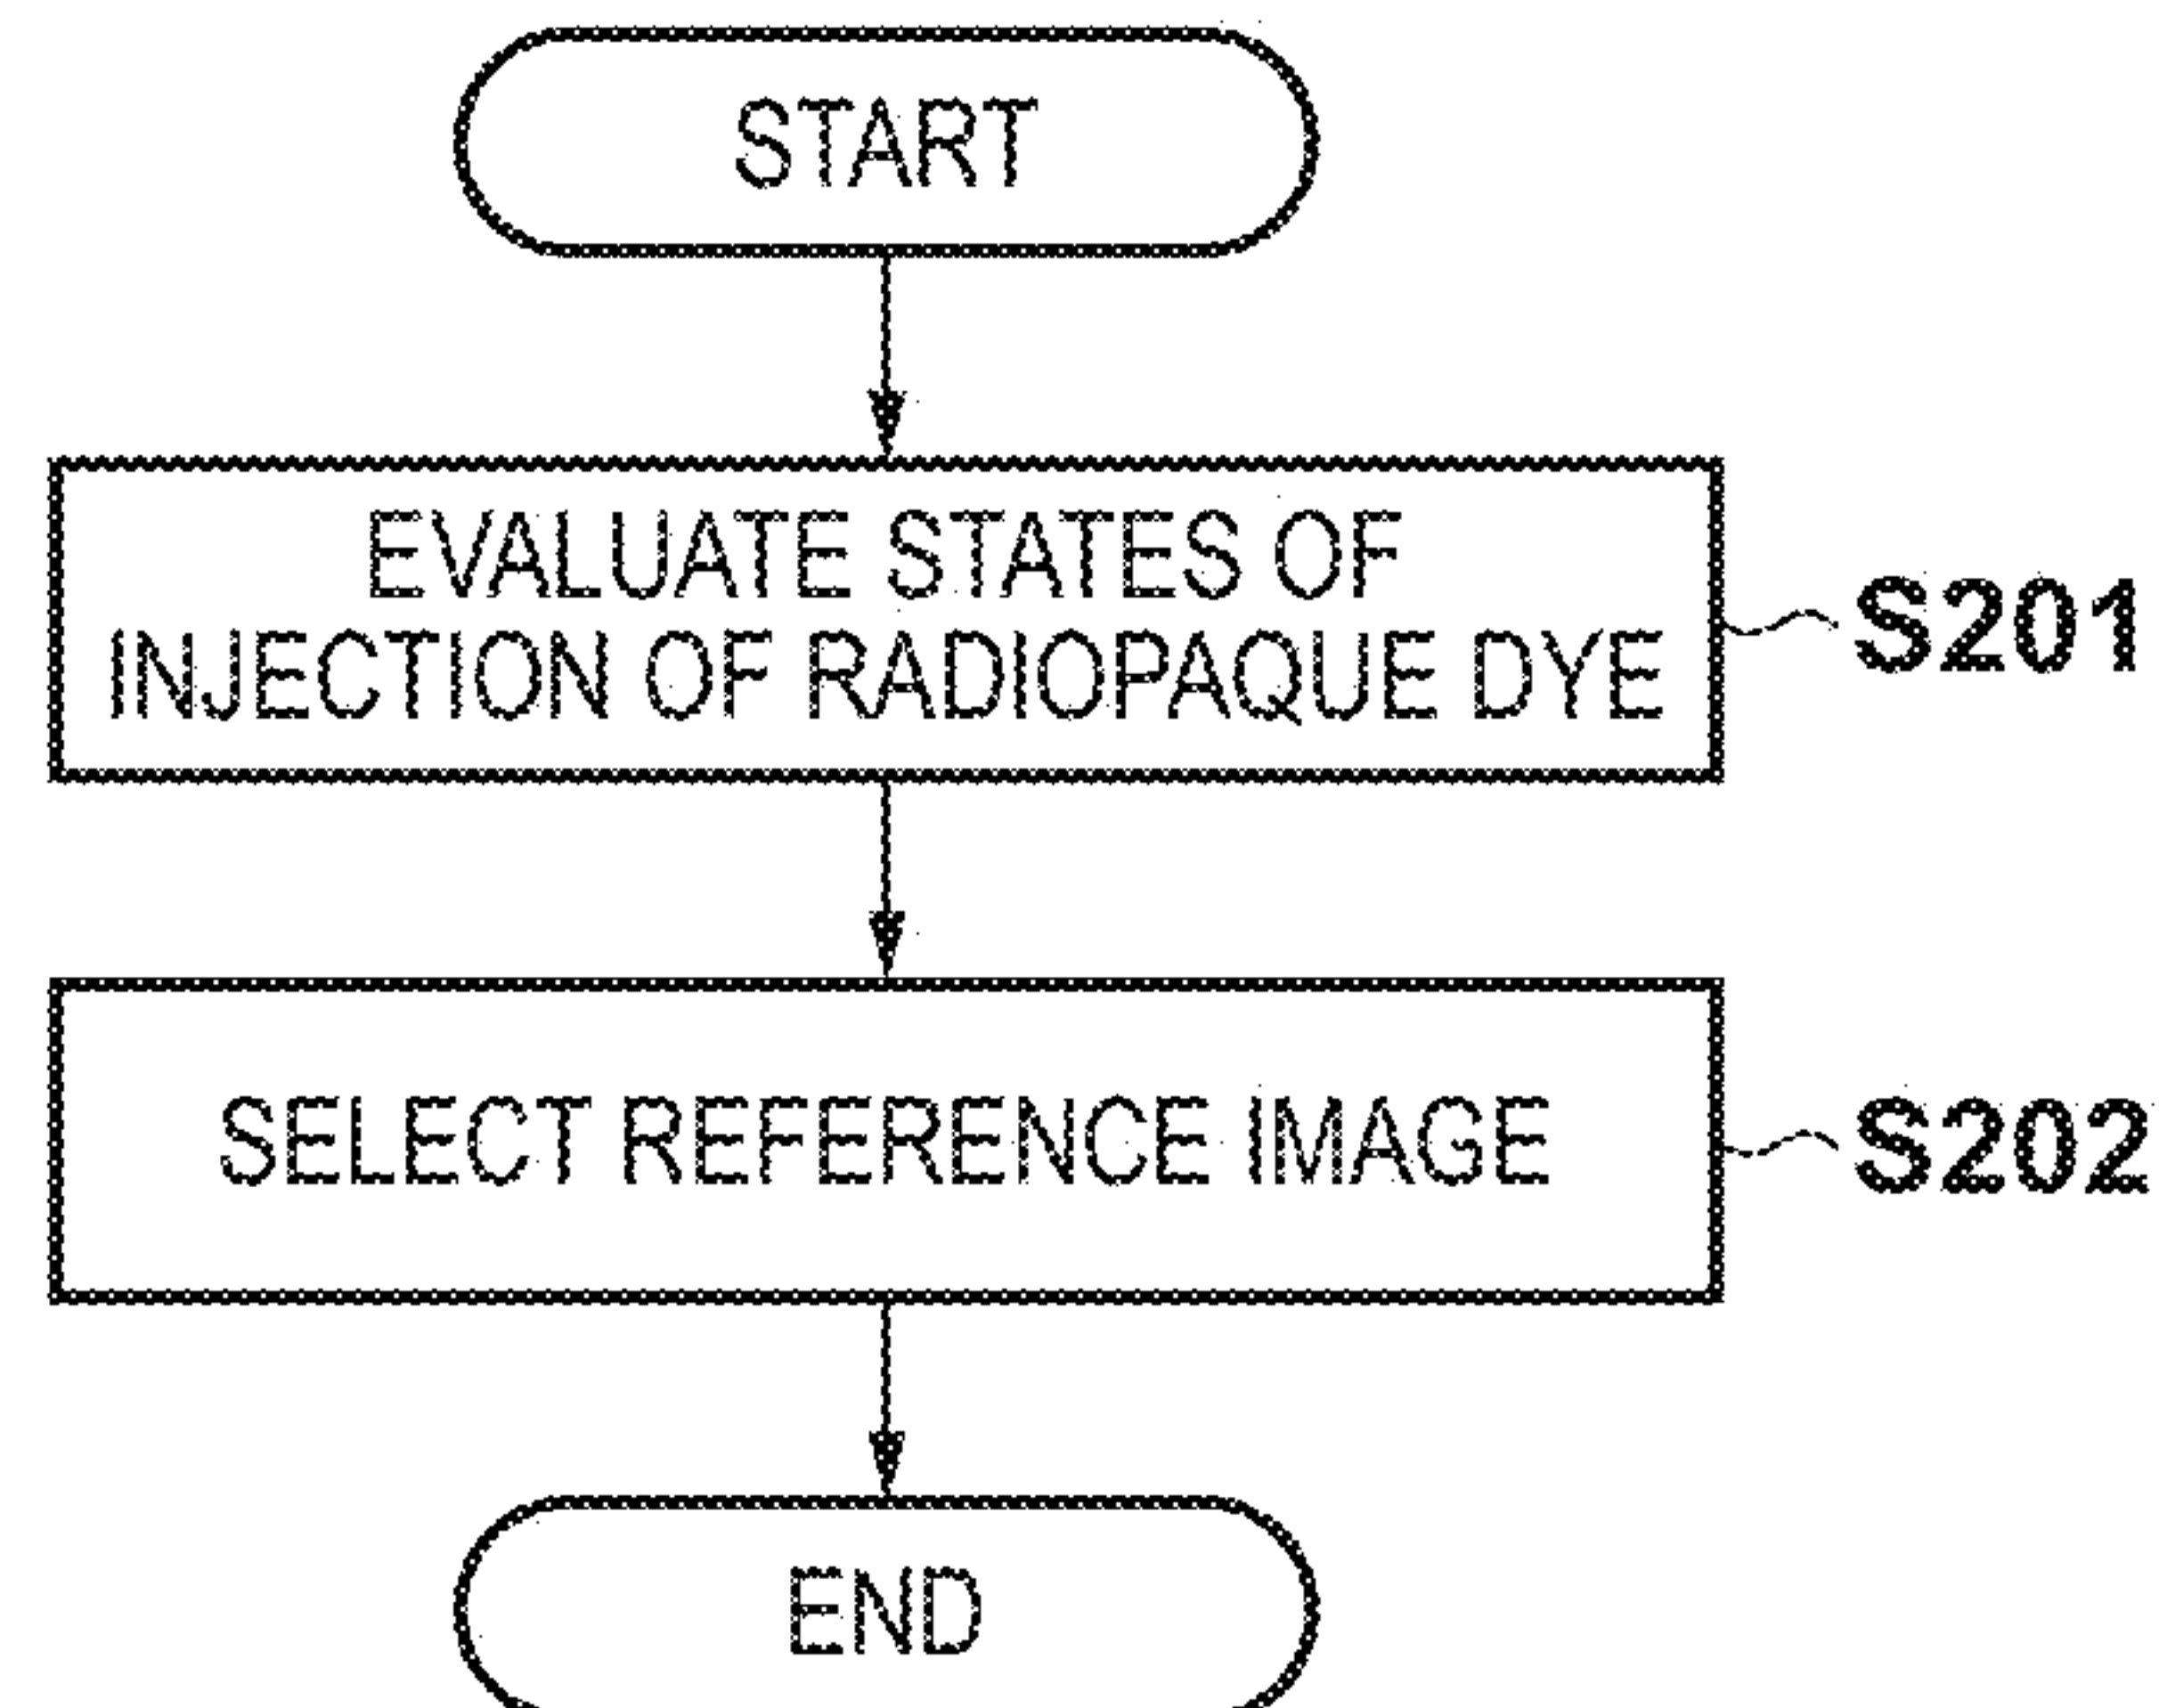 START
EVALUATE STATES OF
INJECTION OF RADIOPAQUE DYE
S201
SELECT REFERENCE IMAGE
S202
END